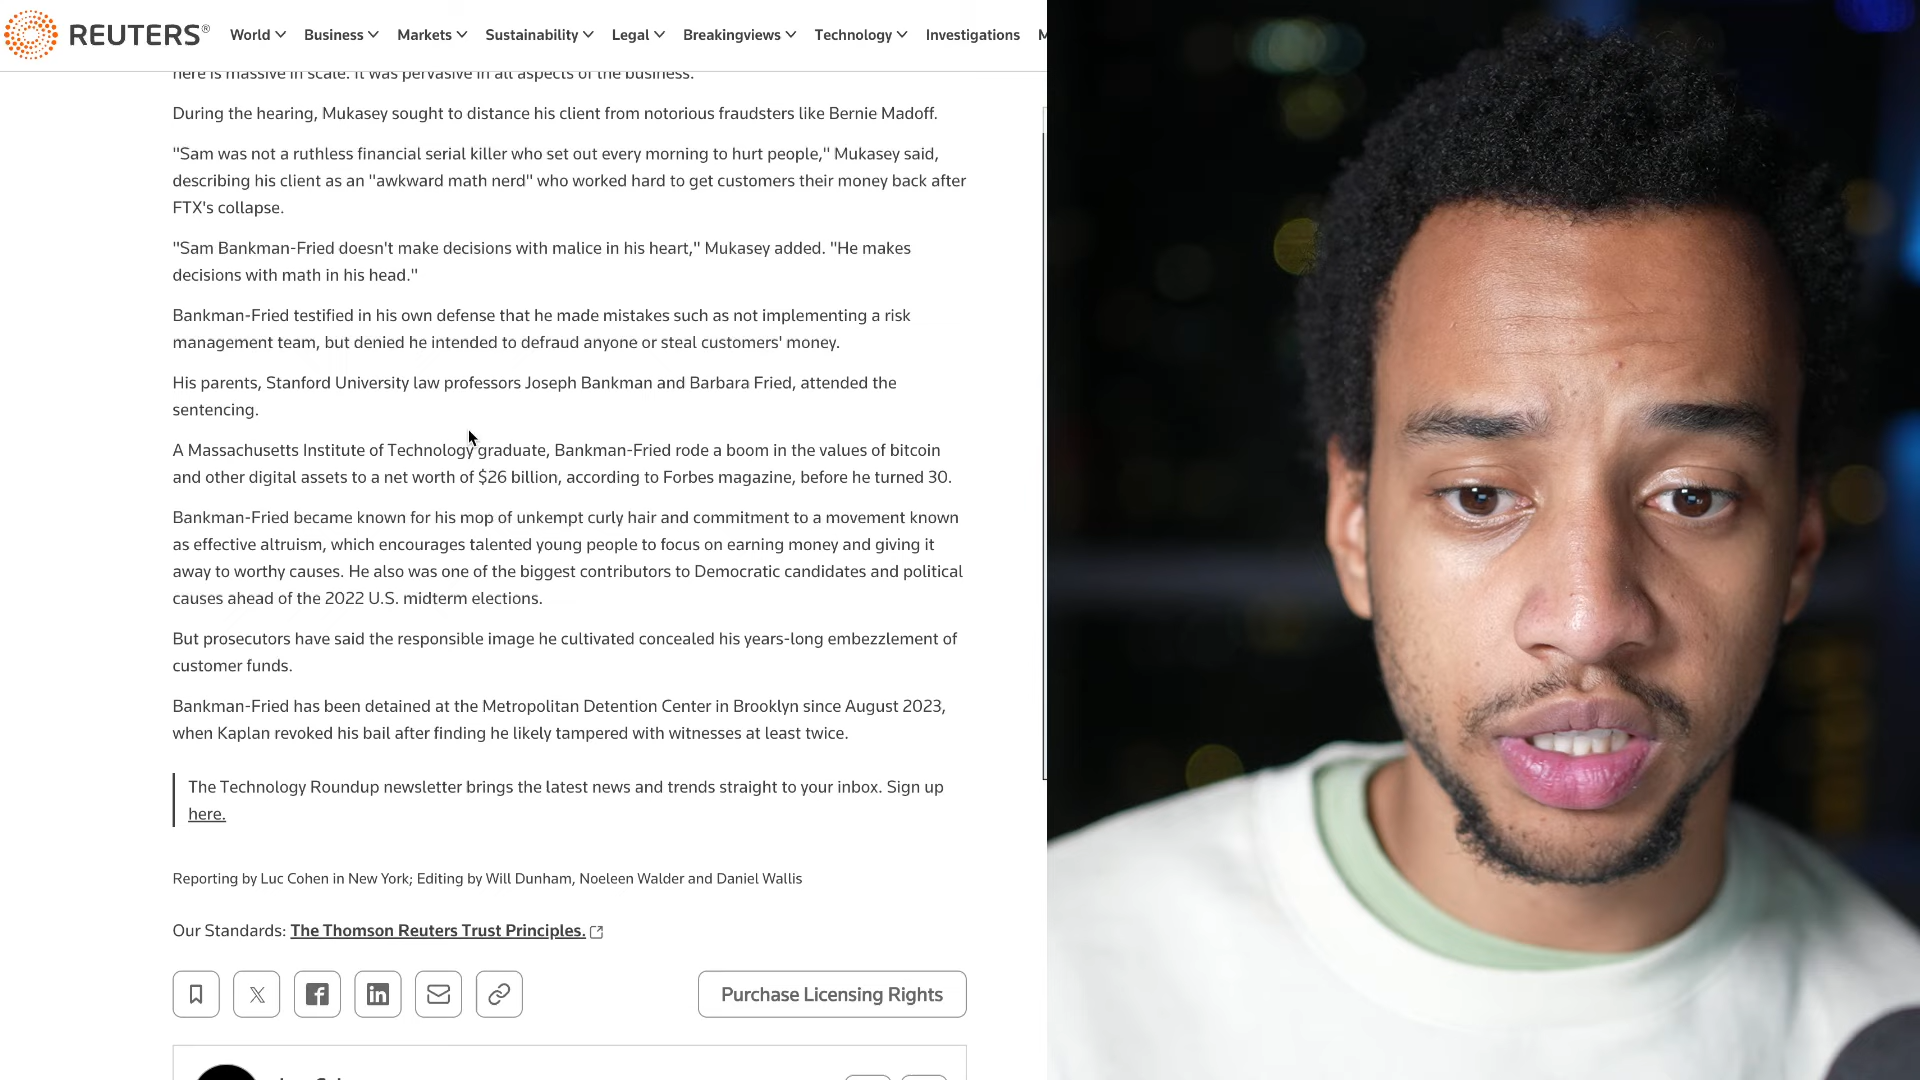 REUTERS®
World Business Markets Sustainability Legal Breakingviews Technology Investigations M
here is massive in scale. It was pervasive in all aspects of the business.
During the hearing, Mukasey sought to distance his client from notorious fraudsters like Bernie Madoff.
"Sam was not a ruthless financial serial killer who set out every morning to hurt people," Mukasey said,
describing his client as an "awkward math nerd" who worked hard to get customers their money back after
FTX's collapse.
"Sam Bankman-Fried doesn't make decisions with malice in his heart," Mukasey added. "He makes
decisions with math in his head."
Bankman-Fried testified in his own defense that he made mistakes such as not implementing a risk
management team, but denied he intended to defraud anyone or steal customers' money.
His parents, Stanford University law professors Joseph Bankman and Barbara Fried, attended the
sentencing.
A Massachusetts Institute of Technology graduate, Bankman-Fried rode a boom in the values of bitcoin
and other digital assets to a net worth of $26 billion, according to Forbes magazine, before he turned 30.
Bankman-Fried became known for his mop of unkempt curly hair and commitment to a movement known
as effective altruism, which encourages talented young people to focus on earning money and giving it
away to worthy causes. He also was one of the biggest contributors to Democratic candidates and political
causes ahead of the 2022 U.S. midterm elections.
But prosecutors have said the responsible image he cultivated concealed his years-long embezzlement of
customer funds.
Bankman-Fried has been detained at the Metropolitan Detention Center in Brooklyn since August 2023,
when Kaplan revoked his bail after finding he likely tampered with witnesses at least twice.
The Technology Roundup newsletter brings the latest news and trends straight to your inbox. Sign up
here.
Reporting by Luc Cohen in New York; Editing by Will Dunham, Noeleen Walder and Daniel Wallis
Our Standards: The Thomson Reuters Trust Principles.
Purchase Licensing Rights